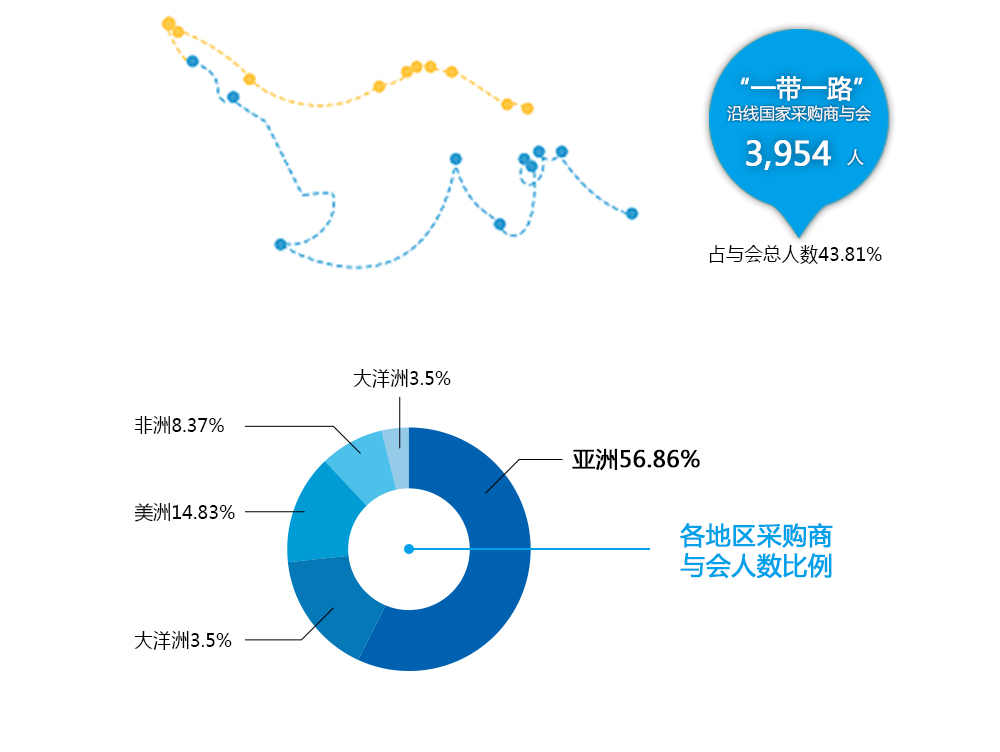 “一带一路”
沿线国家采购商与会
3,954 人
占与会总人数43.81%
大洋洲3.5%
非洲8.37%
亚洲56.86%
美洲14.83%
各地区采购商
与会人数比例
大洋洲3.5%